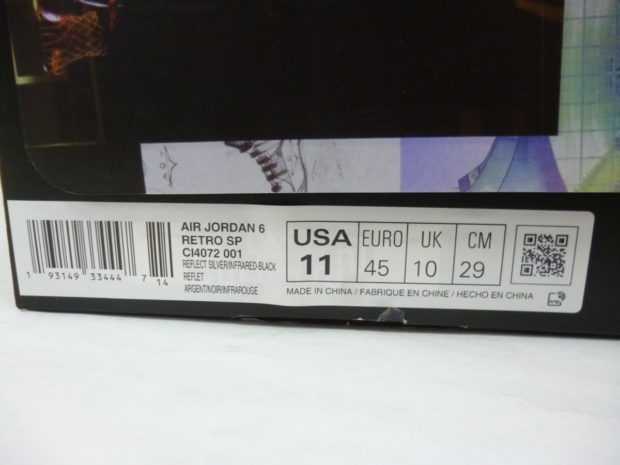 AIR JORDAN 6
RETRO SP
CI4072 001
REFLECT SILVER/INFRARED-BLACK
REFLET
ARGENT/NOIR/INFRAROUGE
1 93149 33444 7 14
USA EURO UK CM
11 45 10 29
MADE IN CHINA / FABRIQUE EN CHINE / HECHO EN CHINA